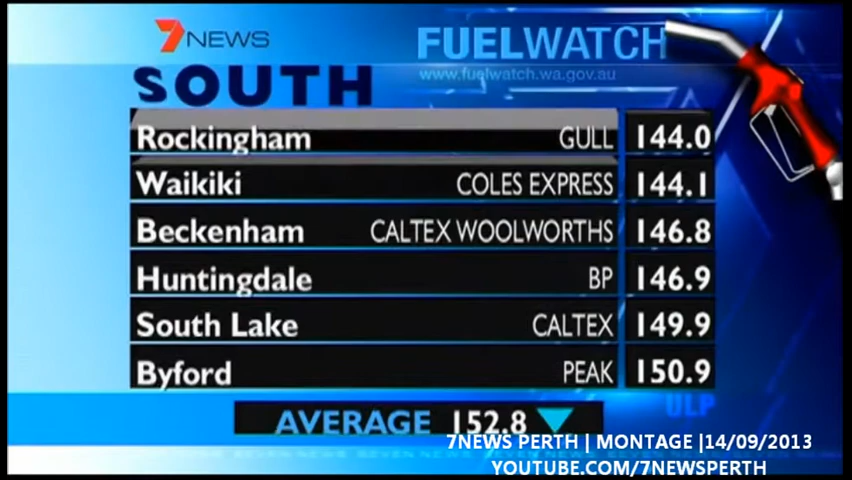 7NEWS
FUELWATCH
www.fuelwatch.wa.gov.au
SOUTH
Rockingham GULL 144.0
Waikiki COLES EXPRESS 144.1
Beckenham CALTEX WOOLWORTHS 146.8
Huntingdale BP 146.9
South Lake CALTEX 149.9
Byford PEAK 150.9
ULP
AVERAGE 152.8
7NEWS PERTH | MONTAGE |14/09/2013
YOUTUBE.COM/7NEWSPERTH